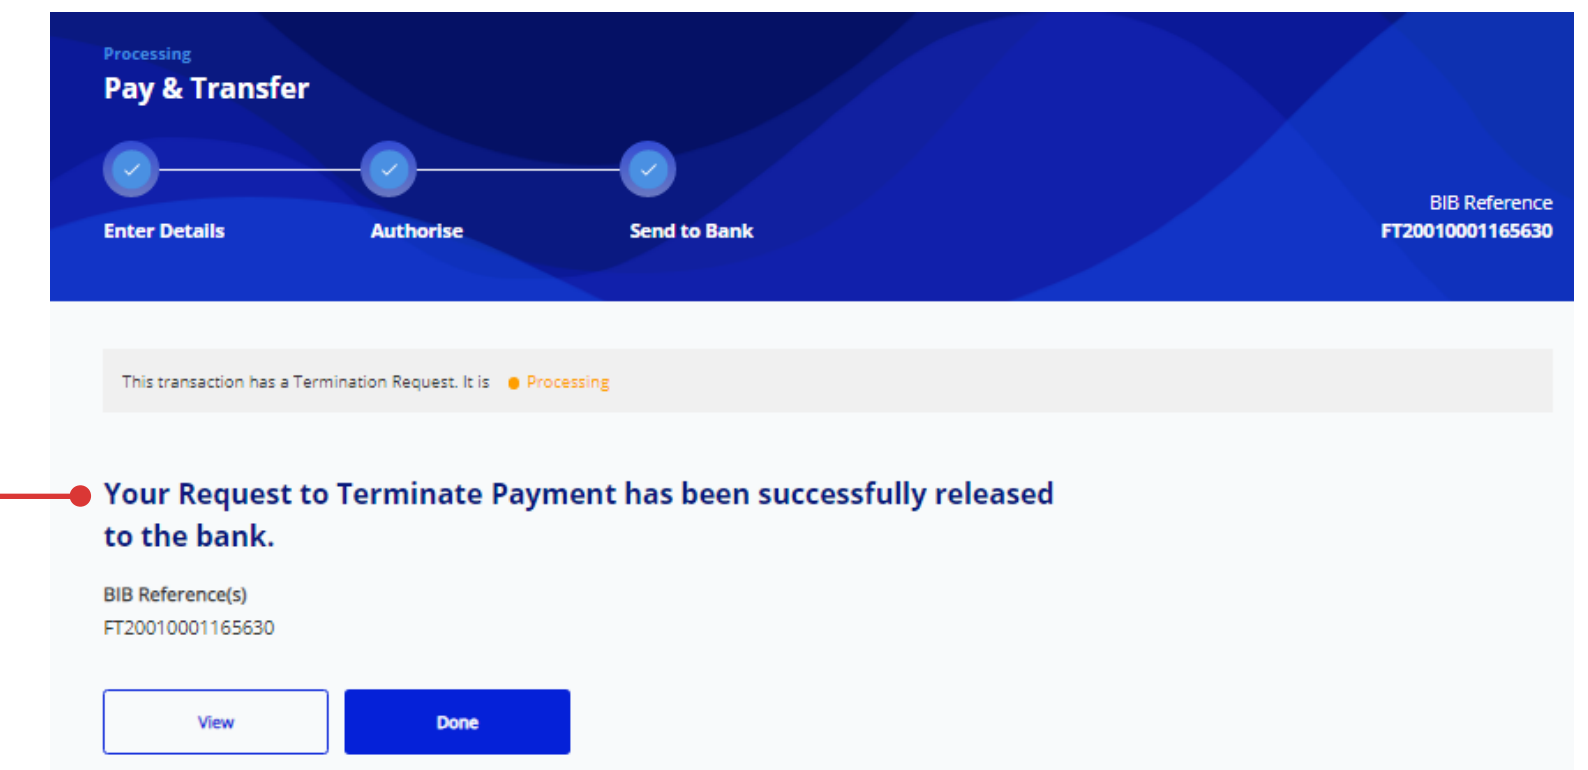 Processing
Pay & Transfer
Enter Details
Authorise
Send to Bank
BIB Reference
FT20010001165630
This transaction has a Termination Request. It is Processing
Your Request to Terminate Payment has been successfully released
to the bank.
BIB Reference(s)
FT20010001165630
View
Done